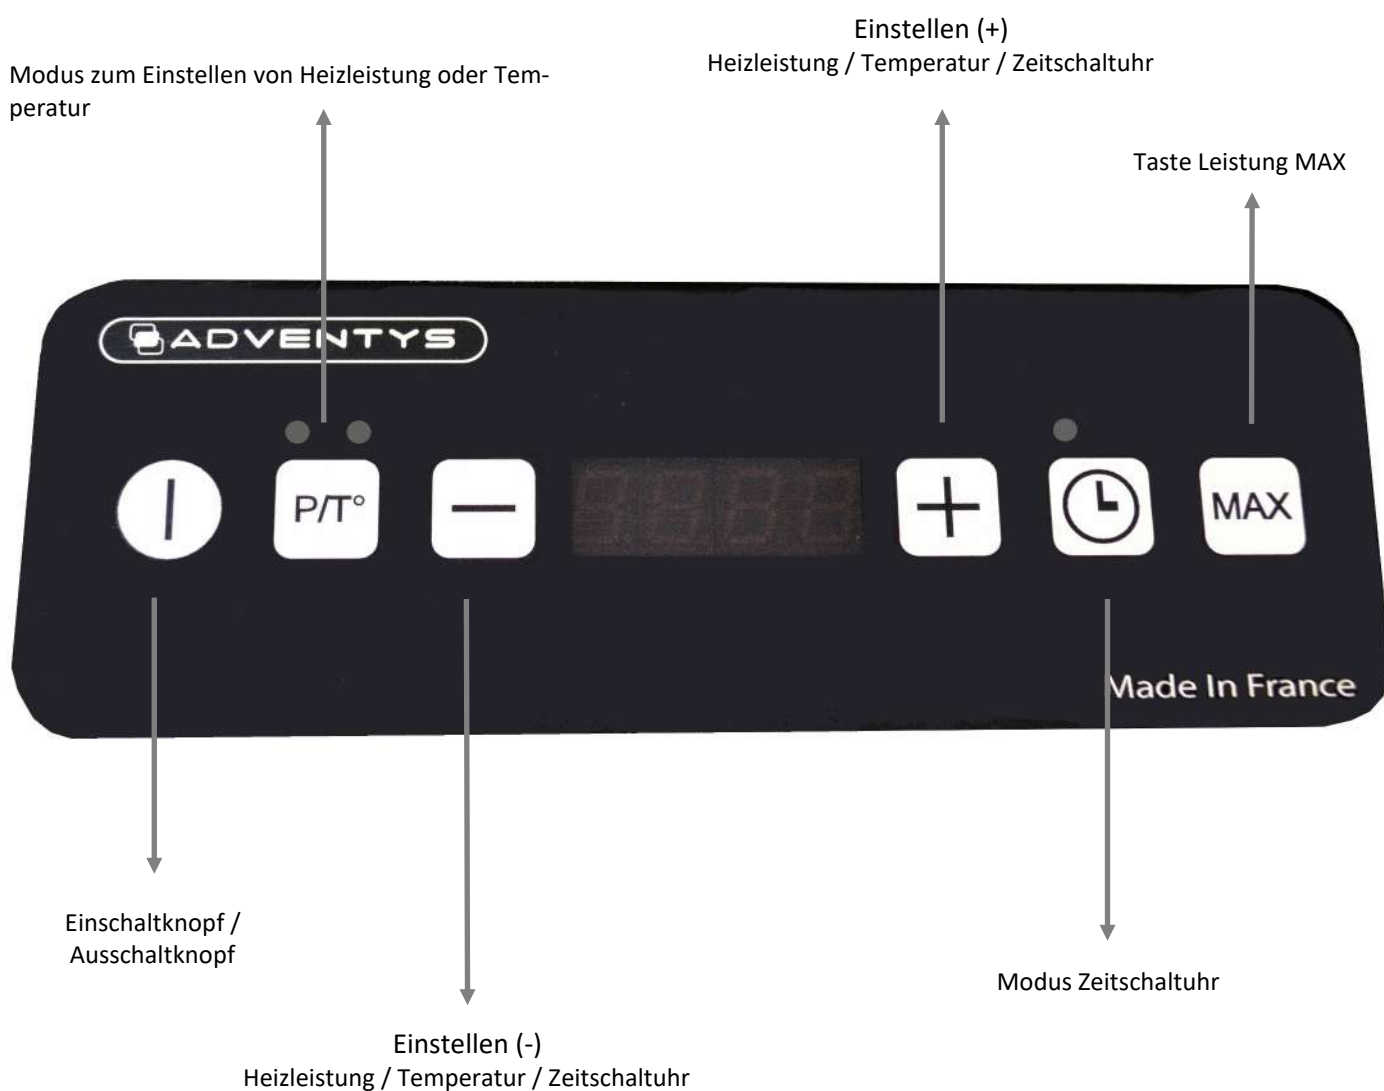 Einstellen (+)
Heizleistung / Temperatur / Zeitschaltuhr
Modus zum Einstellen von Heizleistung oder Tem-
peratur
Taste Leistung MAX
ADVENTYS
P/T°
MAX
Made In France
Einschaltknopf /
Ausschaltknopf
Modus Zeitschaltuhr
Einstellen (-)
Heizleistung / Temperatur / Zeitschaltuhr